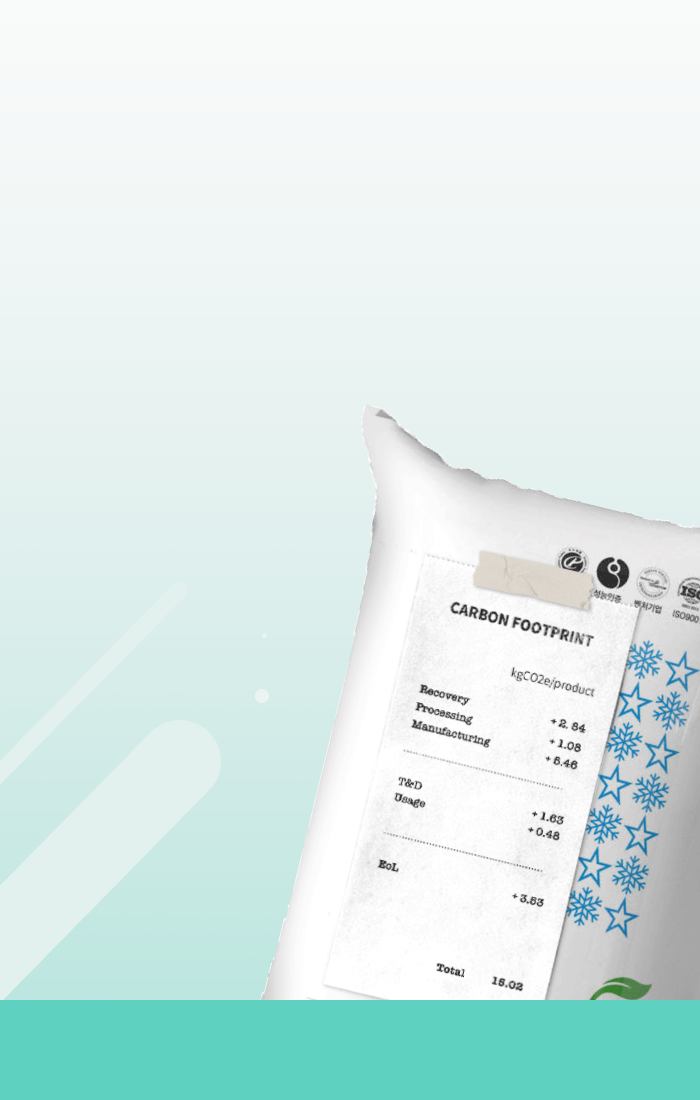 성능인증
벤처기업
ISO900
CARBON FOOTPRINT
kgCO2e/product
Recovery +2. 84
Processing +1.08
Manufacturing +5.46
T&D +1.63
Usage +0.48
EoL +3.53
Total 15.02